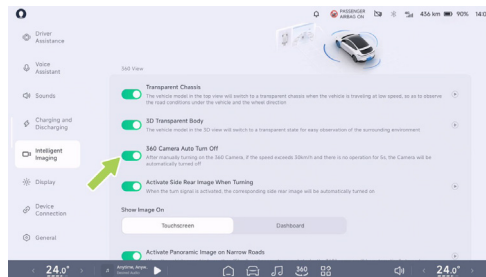 PASSENGER
AIRBAG ON
436 km
90%
14:0
Driver
Assistance
Voice
Assistant
Sounds
Charging and
Discharging
Intelligent
Imaging
Display
Device
Connection
General
360 View
Transparent Chassis
The vehicle model in the top view will switch to a transparent chassis when the vehicle is traveling at low speed, so as to observe
the road conditions under this vehicle and the wheel direction
3D Transparent Body
The vehicle model in the 3D view will switch to a transparent state for easy observation of the surrounding environment
360 Camera Auto Turn Off
After manually turning on the 360 Camera, if the speed exceeds 30km/h and there is no operation for 5s, the Camera will be
automatically turned off
Activate Side Rear Image When Turning
When the turn signal is activated, the corresponding side rear image will be automatically turned on
Show Image On
Touchscreen
Dashboard
Activate Panoramic Image on Narrow Roads
24.0°
Anytime, Anyw..
360
24.0°